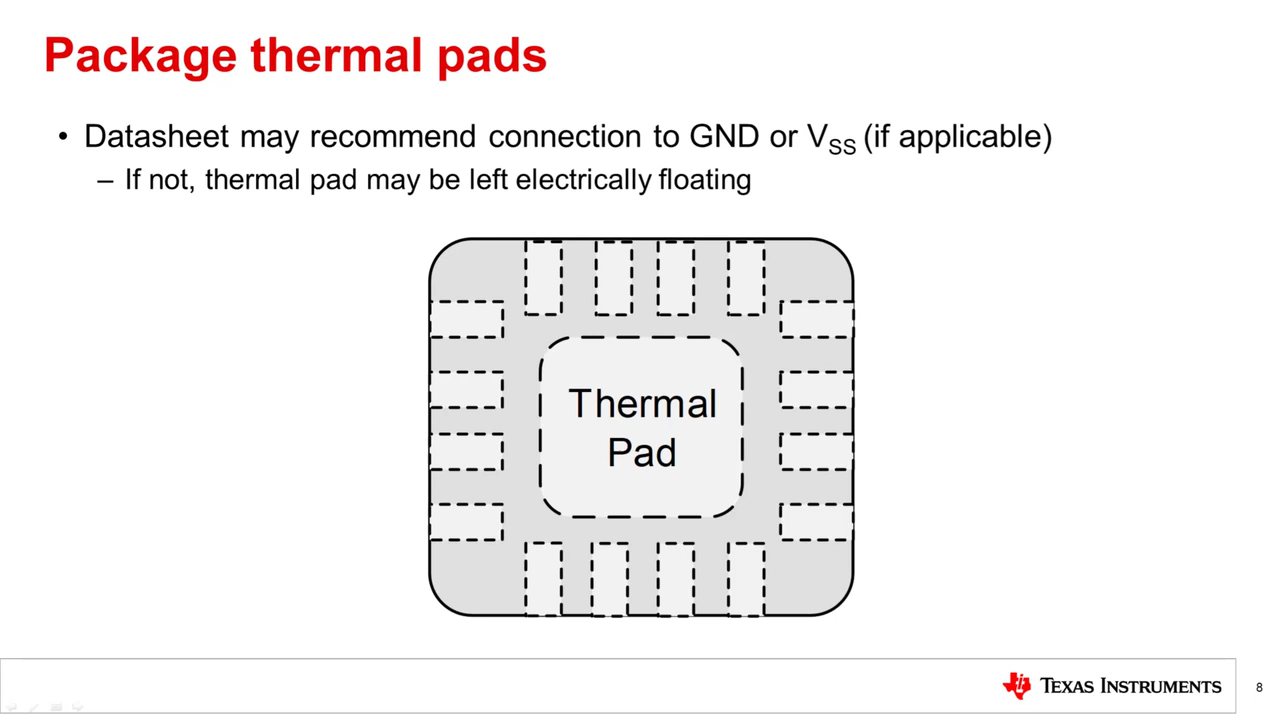 Package thermal pads
• Datasheet may recommend connection to GND or VSS (if applicable)
– If not, thermal pad may be left electrically floating
Thermal
Pad
TEXAS INSTRUMENTS
8